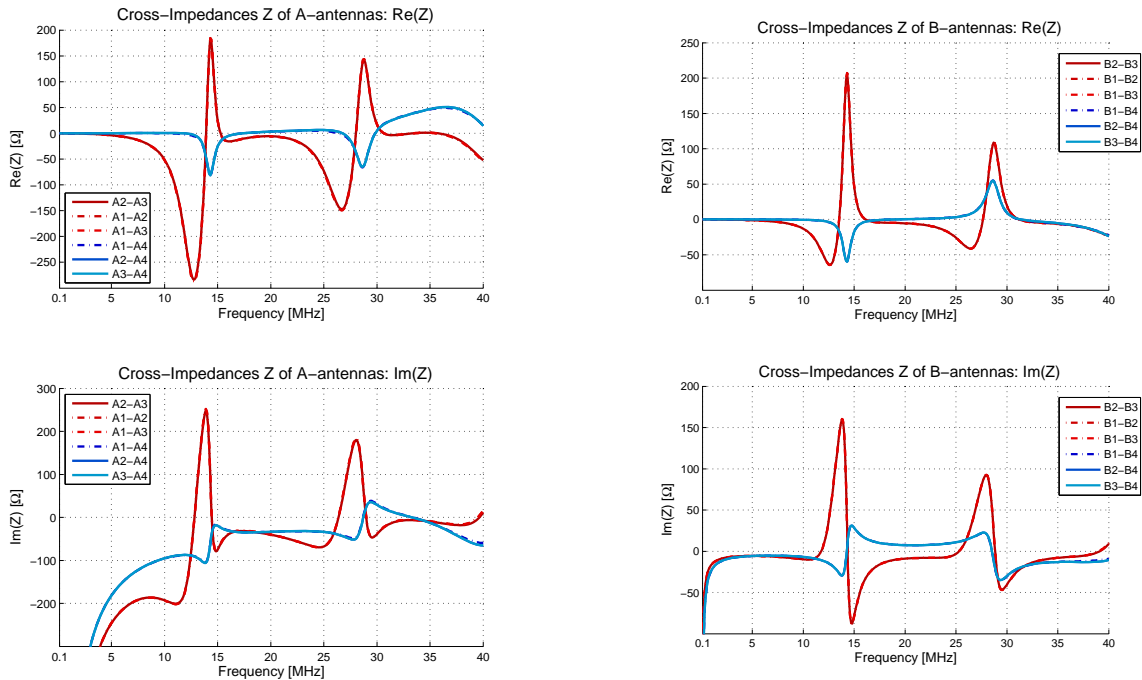 Cross−Impedances Z of A−antennas: Re(Z)
Re(Z) [Ω]
200
150
100
50
0
−50
−100
−150
−200
−250
A2−A3
A1−A2
A1−A3
A1−A4
A2−A4
A3−A4
0.1 5 10 15 20 25 30 35 40
Frequency [MHz]
Cross−Impedances Z of B−antennas: Re(Z)
Re(Z) [Ω]
250
200
150
100
50
0
−50
B2−B3
B1−B2
B1−B3
B1−B4
B2−B4
B3−B4
0.1 5 10 15 20 25 30 35 40
Frequency [MHz]
Cross−Impedances Z of A−antennas: Im(Z)
Im(Z) [Ω]
300
200
100
0
−100
−200
A2−A3
A1−A2
A1−A3
A1−A4
A2−A4
A3−A4
0.1 5 10 15 20 25 30 35 40
Frequency [MHz]
Cross−Impedances Z of B−antennas: Im(Z)
Im(Z) [Ω]
200
150
100
50
0
−50
B2−B3
B1−B2
B1−B3
B1−B4
B2−B4
B3−B4
0.1 5 10 15 20 25 30 35 40
Frequency [MHz]